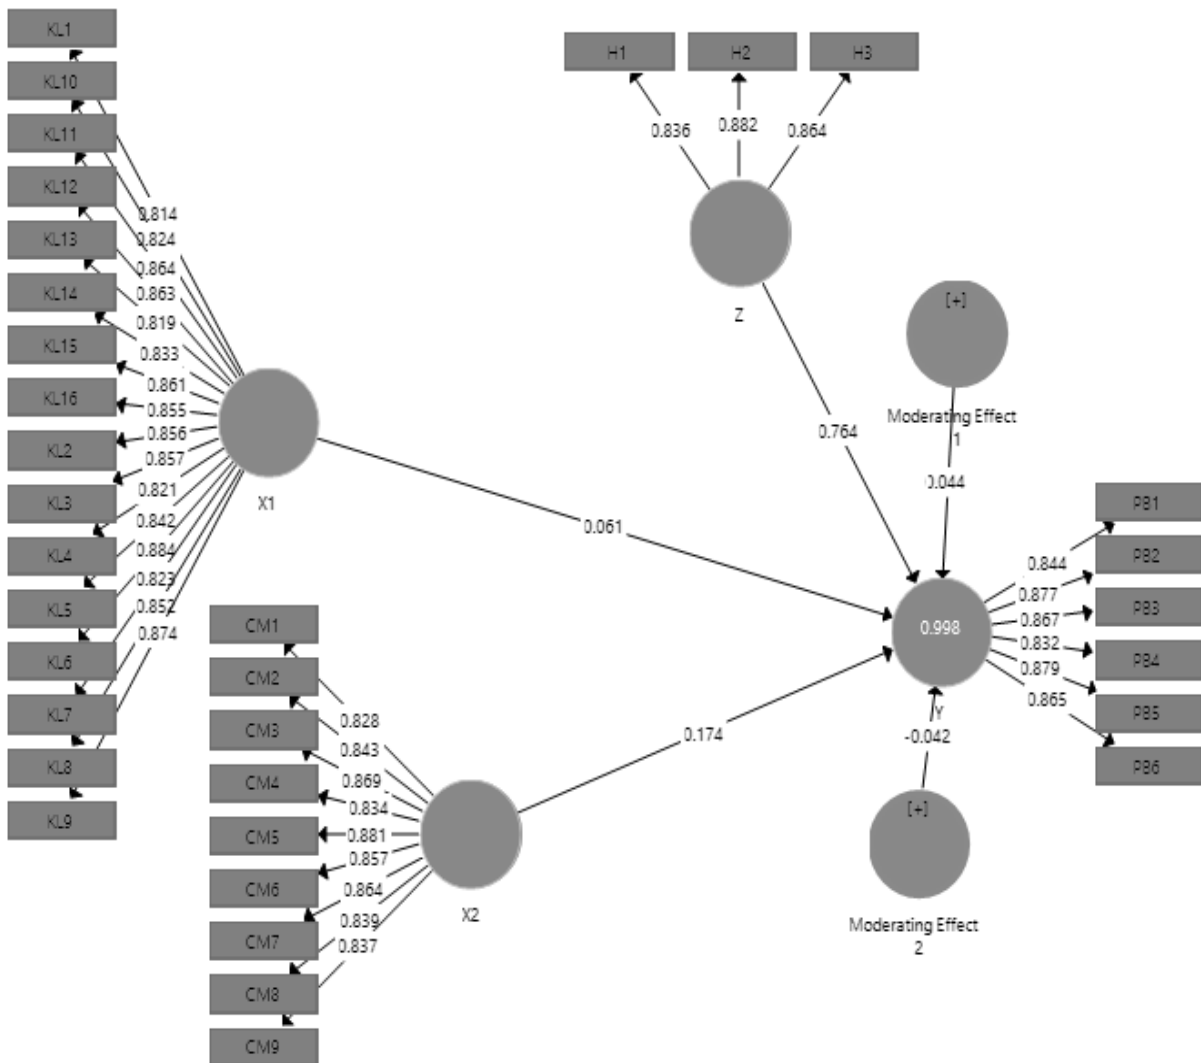 KL1
KL10
KL11
KL12
KL13
KL14
KL15
KL16
KL2
KL3
KL4
KL5
KL6
KL7
KL8
KL9
0.814
0.824
0.864
0.863
0.819
0.833
0.861
0.855
0.856
0.857
0.821
0.842
0.884
0.823
0.852
0.874
X1
H1 H2 H3
0.836 0.882 0.864
Z
[+]
Moderating Effect
1
0.764
0.044
0.061
CM1
CM2
CM3
CM4
CM5
CM6
CM7
CM8
CM9
0.828
0.843
0.869
0.834
0.881
0.857
0.864
0.839
0.837
X2
0.174
0.998
Y
PB1
PB2
PB3
PB4
PB5
PB6
0.844
0.877
0.867
0.832
0.879
0.865
-0.042
[+]
Moderating Effect
2